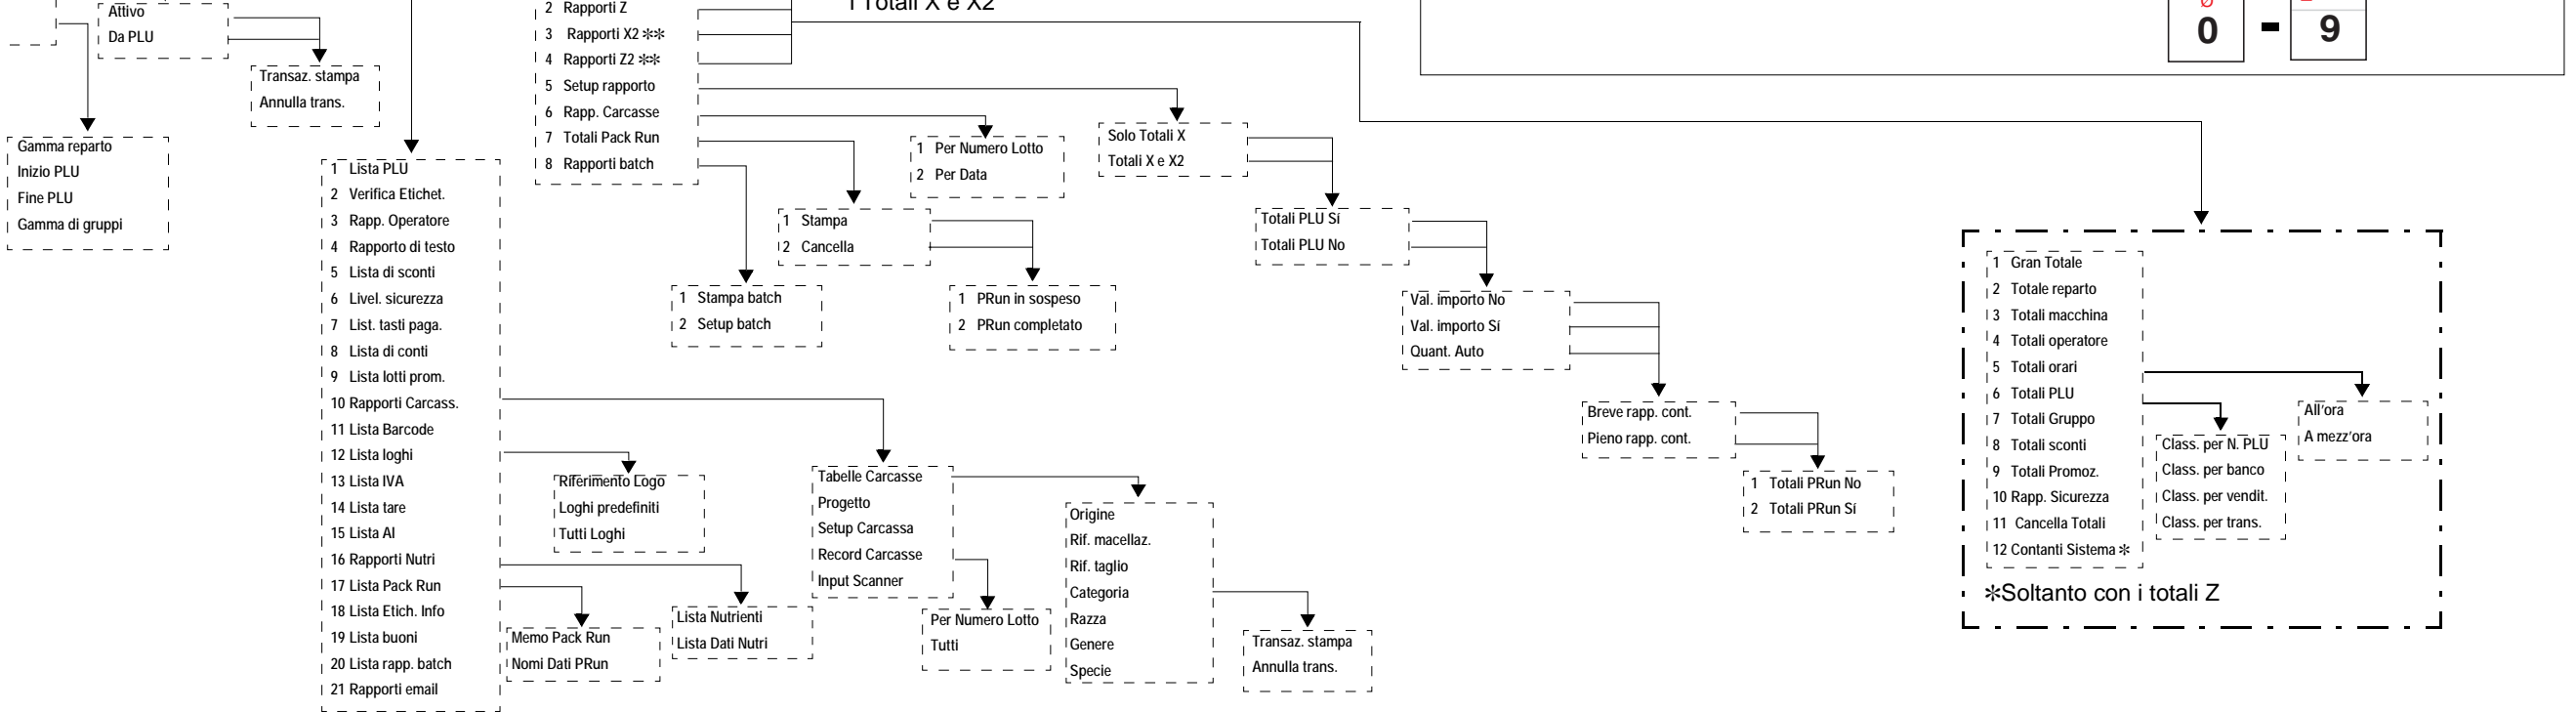 Attivo
Da PLU
Transaz. stampa
Annulla trans.
Gamma reparto
Inizio PLU
Fine PLU
Gamma di gruppi
1 Lista PLU
2 Verifica Etichet.
3 Rapp. Operatore
4 Rapporto di testo
5 Lista di sconti
6 Livel. sicurezza
7 List. tasti paga.
8 Lista di conti
9 Lista lotti prom.
10 Rapporti Carcass.
11 Lista Barcode
12 Lista loghi
13 Lista IVA
14 Lista tare
15 Lista AI
16 Rapporti Nutri
17 Lista Pack Run
18 Lista Etich. Info
19 Lista buoni
20 Lista rapp. batch
21 Rapporti email
2 Rapporti Z
3 Rapporti X2 **
4 Rapporti Z2 **
5 Setup rapporto
6 Rapp. Carcasse
7 Totali Pack Run
8 Rapporti batch
i Totali X e X2
0 - 9
1 Per Numero Lotto
2 Per Data
Solo Totali X
Totali X e X2
1 Stampa
2 Cancella
1 Stampa batch
2 Setup batch
1 PRun in sospeso
2 PRun completato
Totali PLU Sí
Totali PLU No
Val. importo No
Val. importo Sí
Quant. Auto
Breve rapp. cont.
Pieno rapp. cont.
1 Totali PRun No
2 Totali PRun Sí
Riferimento Logo
Loghi predefiniti
Tutti Loghi
Memo Pack Run
Nomi Dati PRun
Lista Nutrienti
Lista Dati Nutri
Tabelle Carcasse
Progetto
Setup Carcassa
Record Carcasse
Input Scanner
Per Numero Lotto
Tutti
Origine
Rif. macellaz.
Rif. taglio
Categoria
Razza
Genere
Specie
Transaz. stampa
Annulla trans.
1 Gran Totale
2 Totale reparto
3 Totali macchina
4 Totali operatore
5 Totali orari
6 Totali PLU
7 Totali Gruppo
8 Totali sconti
9 Totali Promoz.
10 Rapp. Sicurezza
11 Cancella Totali
12 Contanti Sistema *
All'ora
A mezz'ora
Class. per N. PLU
Class. per banco
Class. per vendit.
Class. per trans.
*Soltanto con i totali Z